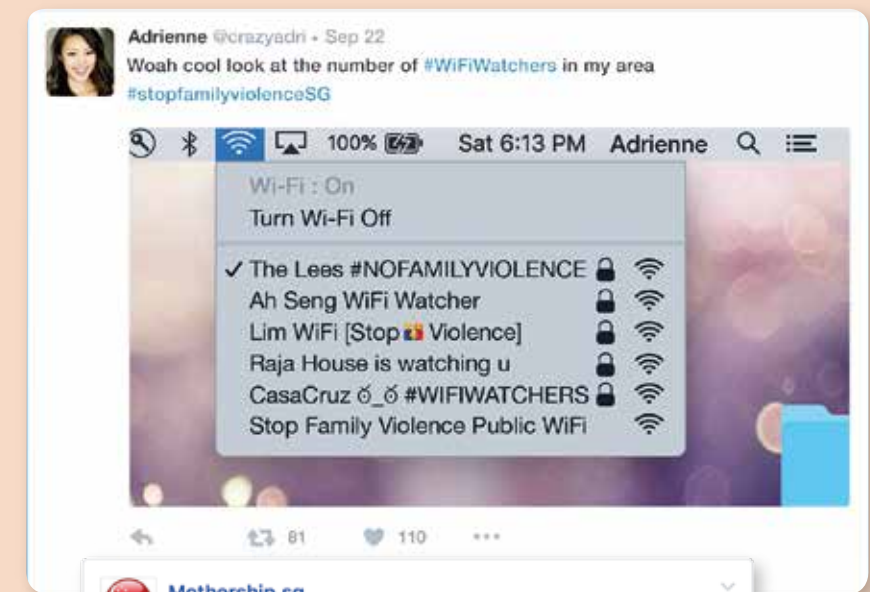 Adrienne @crazyadri • Sep 22
Woah cool look at the number of #WiFiWatchers in my area
#stopfamilyviolenceSG
100% Sat 6:13 PM Adrienne
Wi-Fi : On
Turn Wi-Fi Off
✓ The Lees #NOFAMILYVIOLENCE
Ah Seng WiFi Watcher
Lim WiFi [Stop 👪 Violence]
Raja House is watching u
CasaCruz ఠ_ఠ #WIFIWATCHERS
Stop Family Violence Public WiFi
81 110
Mothership.sg